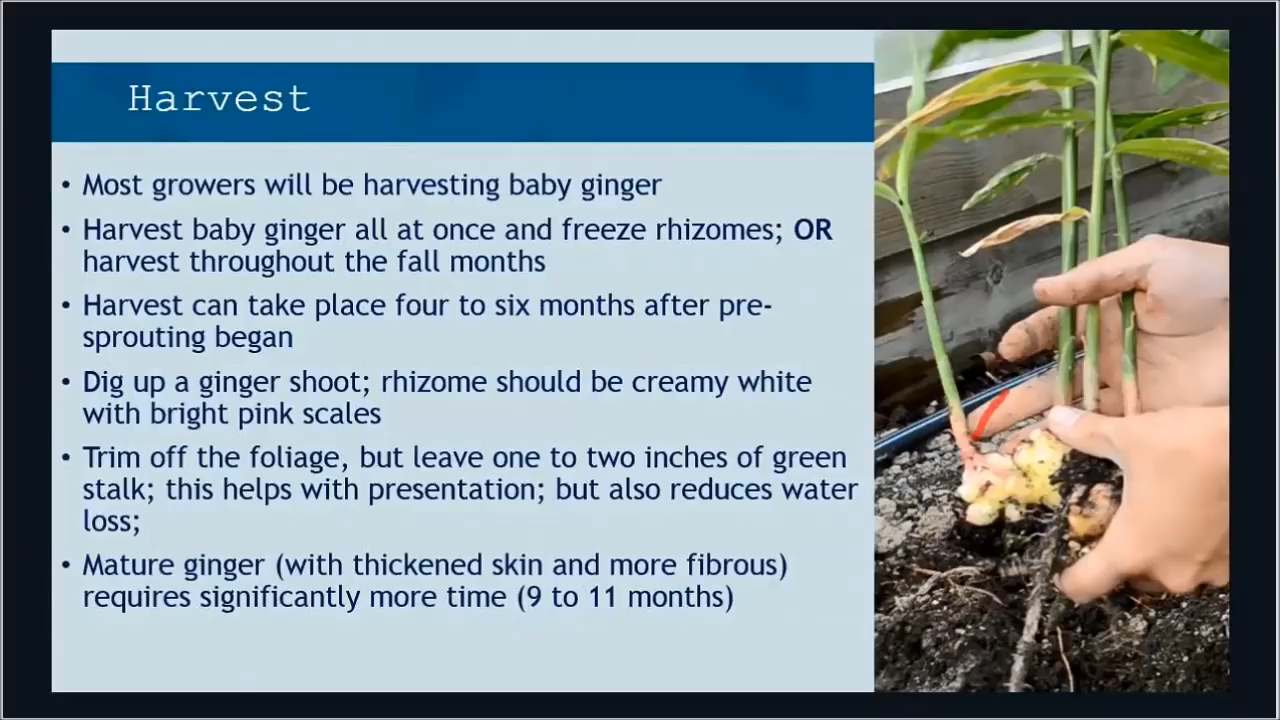 Harvest
• Most growers will be harvesting baby ginger
• Harvest baby ginger all at once and freeze rhizomes; OR
harvest throughout the fall months
• Harvest can take place four to six months after pre-
sprouting began
• Dig up a ginger shoot; rhizome should be creamy white
with bright pink scales
• Trim off the foliage, but leave one to two inches of green
stalk; this helps with presentation; but also reduces water
loss;
• Mature ginger (with thickened skin and more fibrous)
requires significantly more time (9 to 11 months)